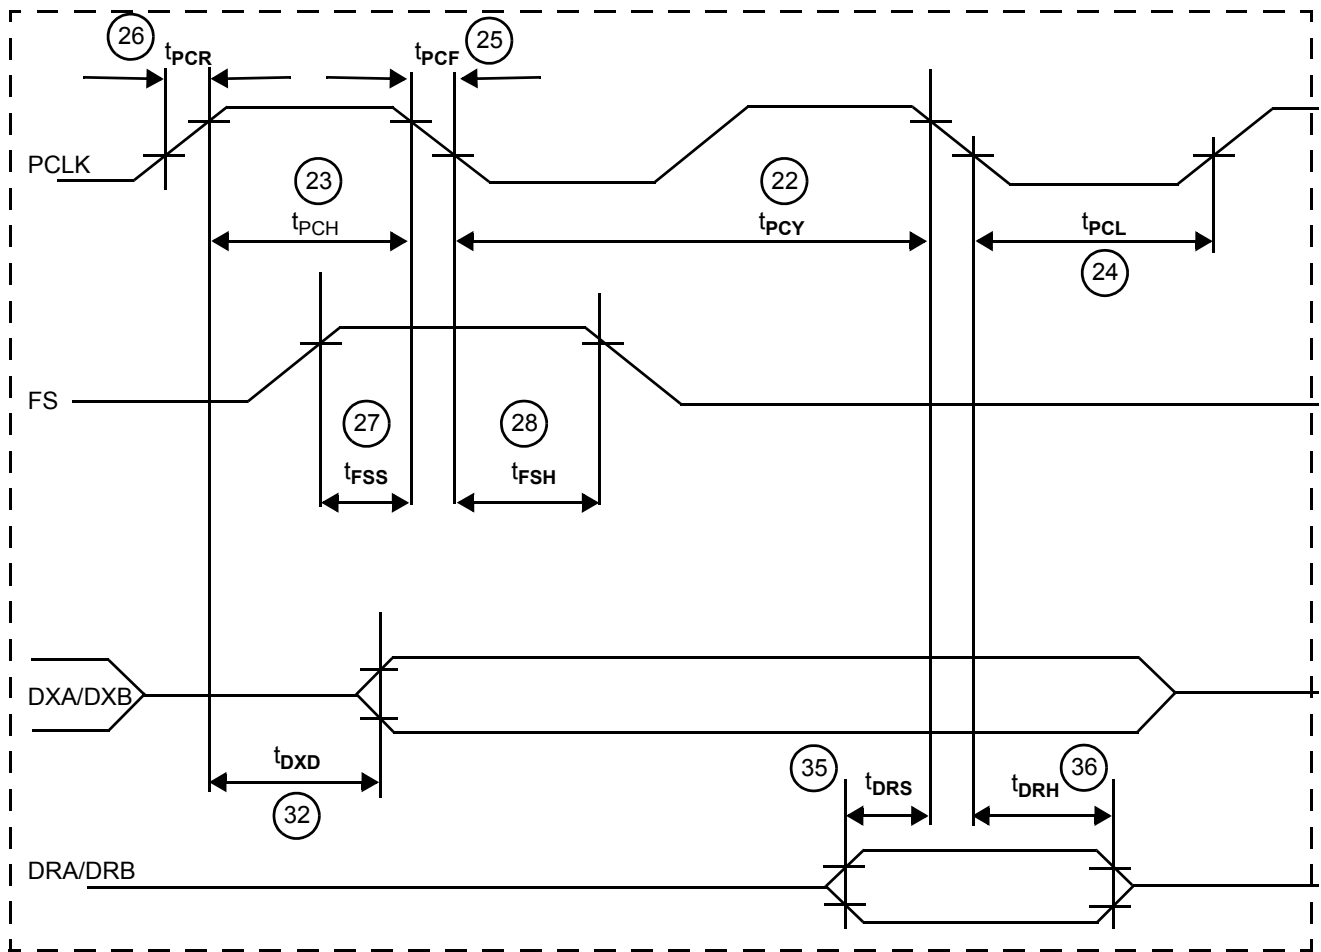 26
tPCR
tPCF
25
PCLK
23
tPCH
22
tPCY
tPCL
24
FS
27
tFSS
28
tFSH
DXA/DXB
tDXD
32
35
tDRS
tDRH
36
DRA/DRB